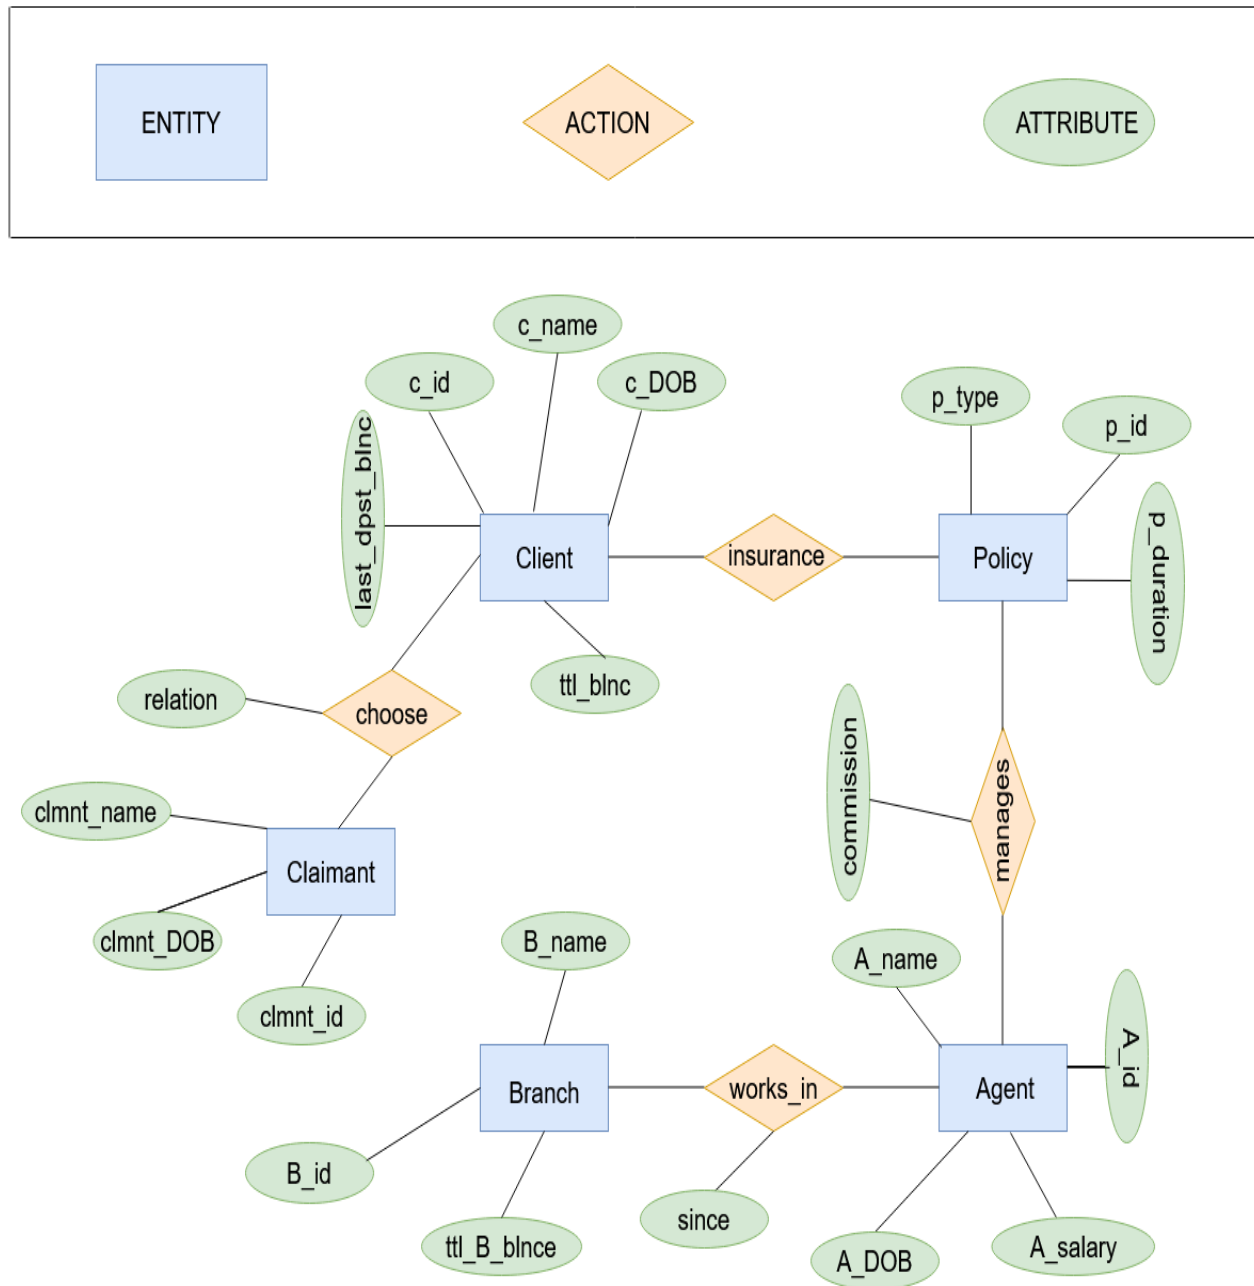 ENTITY
ACTION
ATTRIBUTE
c_name
c_id
c_DOB
p_type
p_id
last_dpst_blnc
Client
insurance
Policy
p_duration
ttl_blnc
relation
choose
commission
manages
clmnt_name
Claimant
clmnt_DOB
clmnt_id
B_name
A_name
A_id
Branch
works_in
Agent
B_id
since
ttl_B_blnce
A_DOB
A_salary